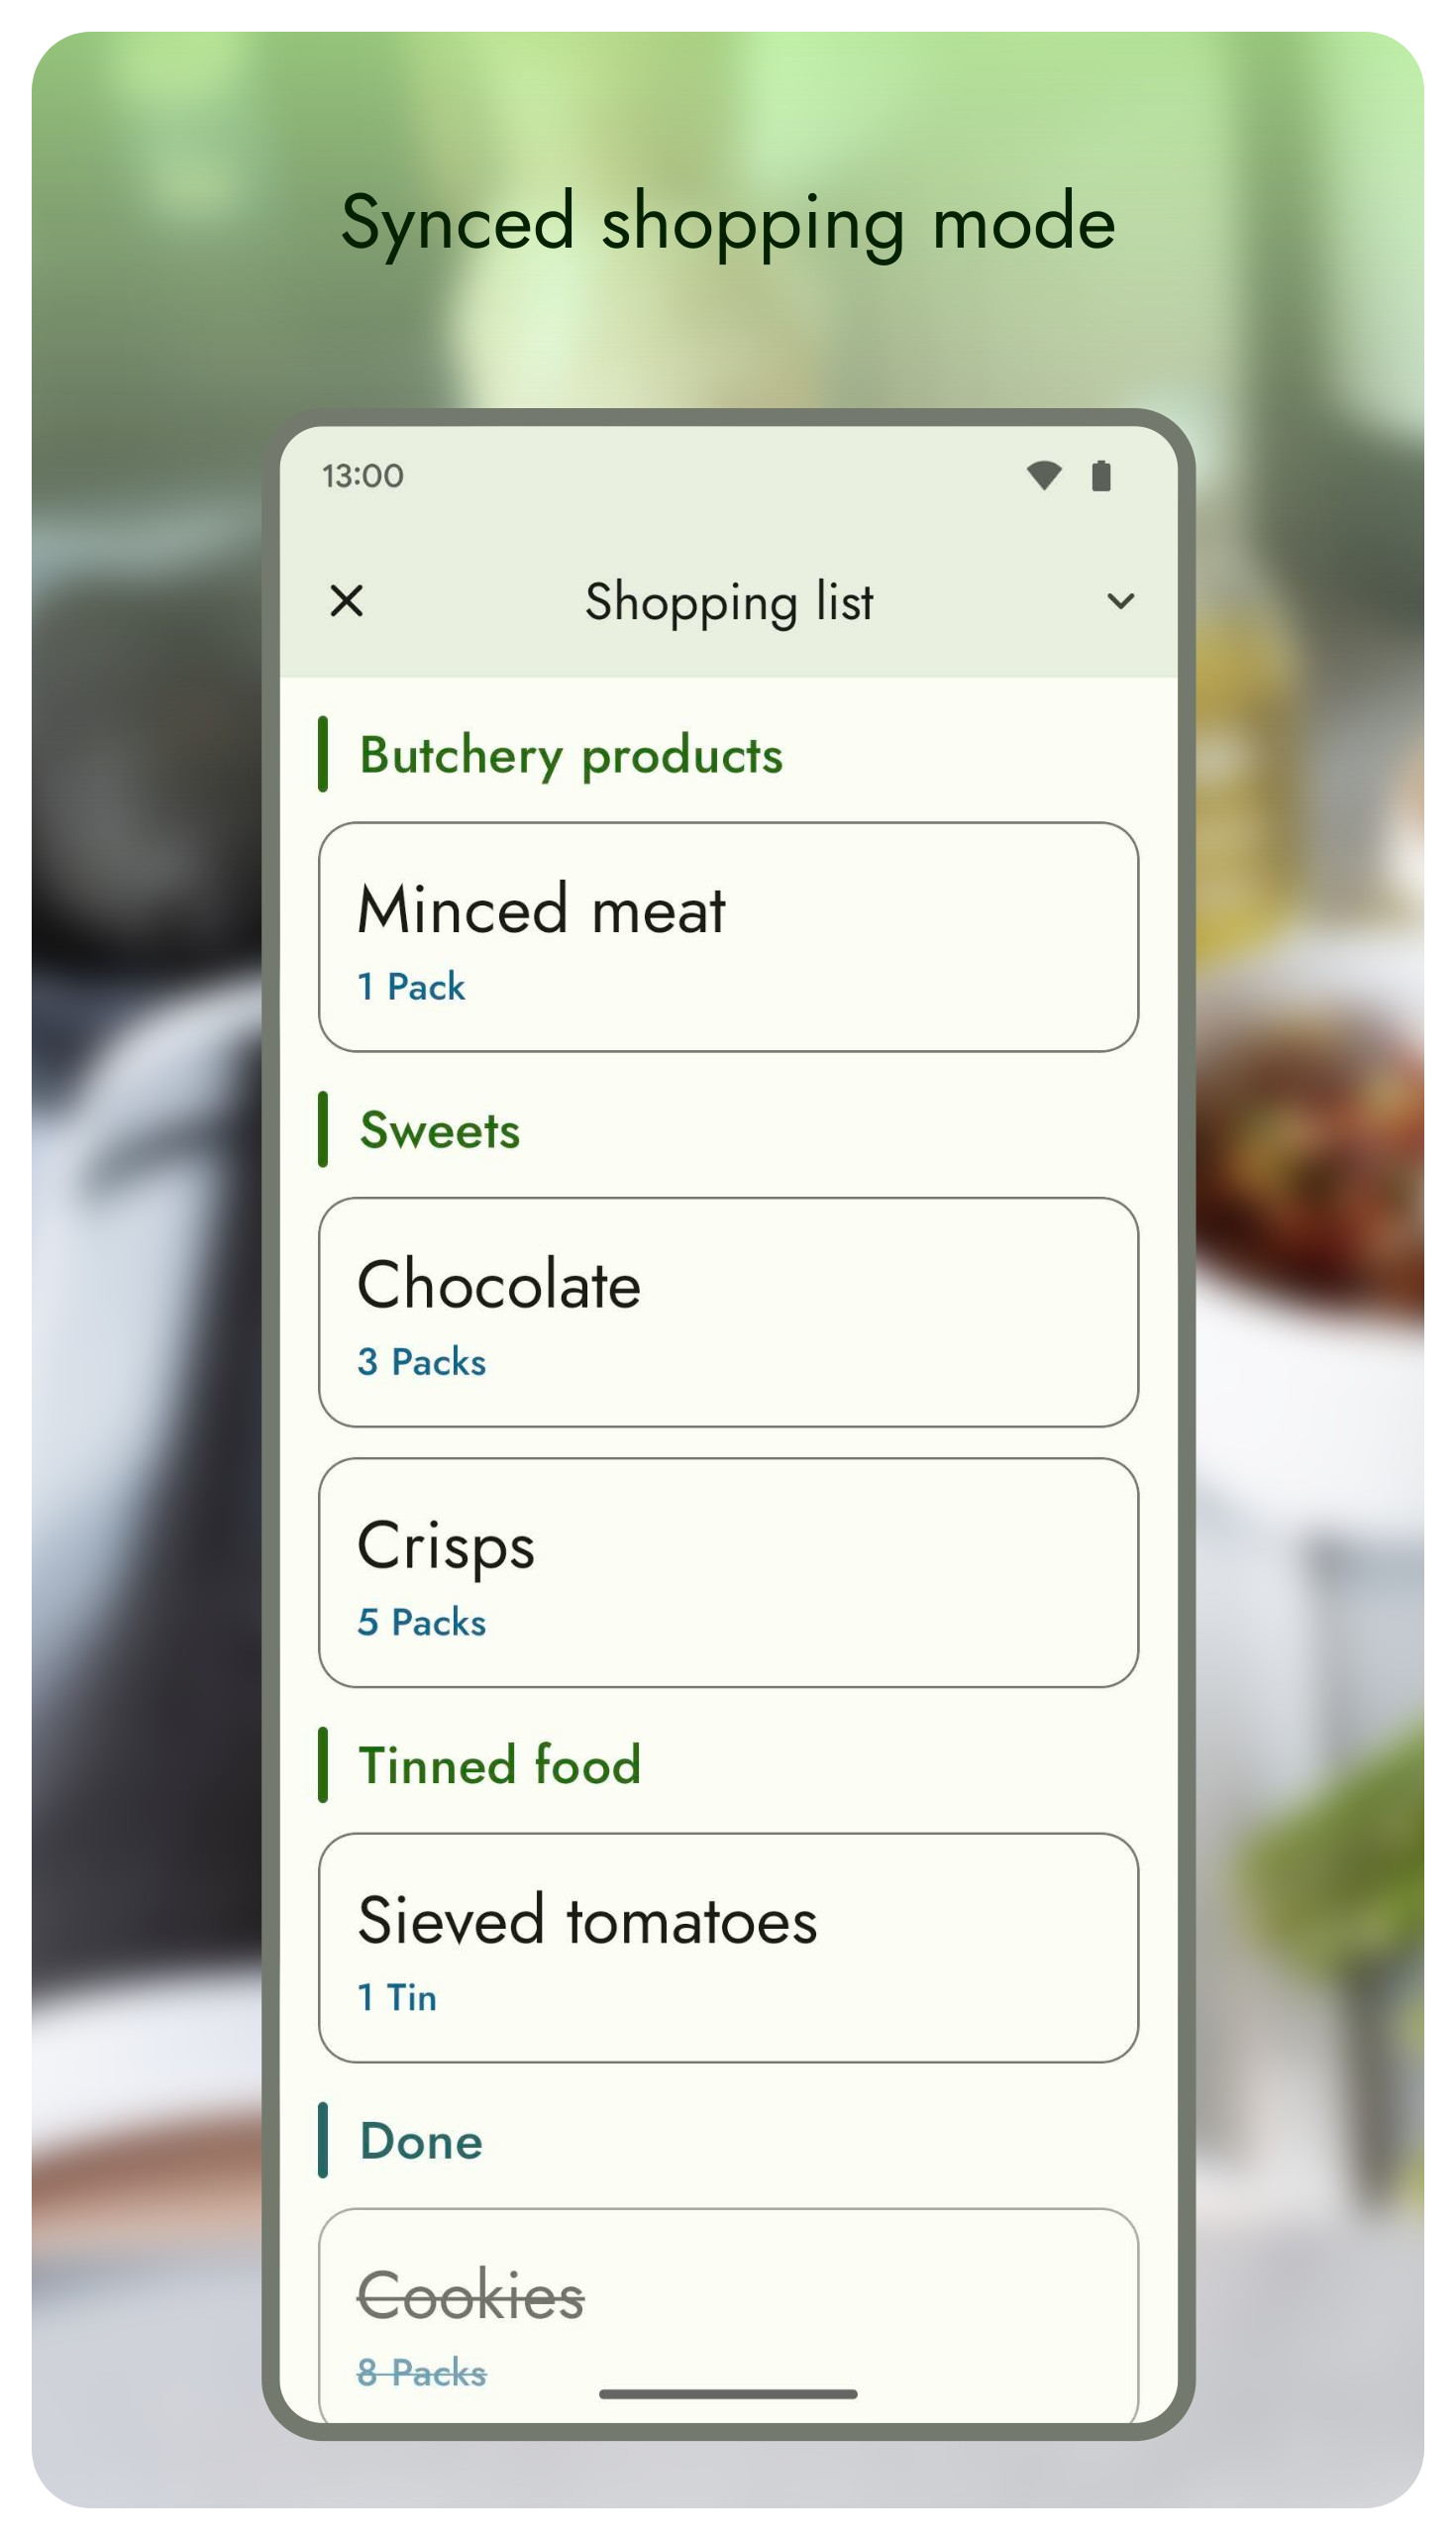 Synced shopping mode
13:00
Shopping list
Butchery products
Minced meat
1 Pack
Sweets
Chocolate
3 Packs
Crisps
5 Packs
Tinned food
Sieved tomatoes
1 Tin
Done
Cookies
8 Packs